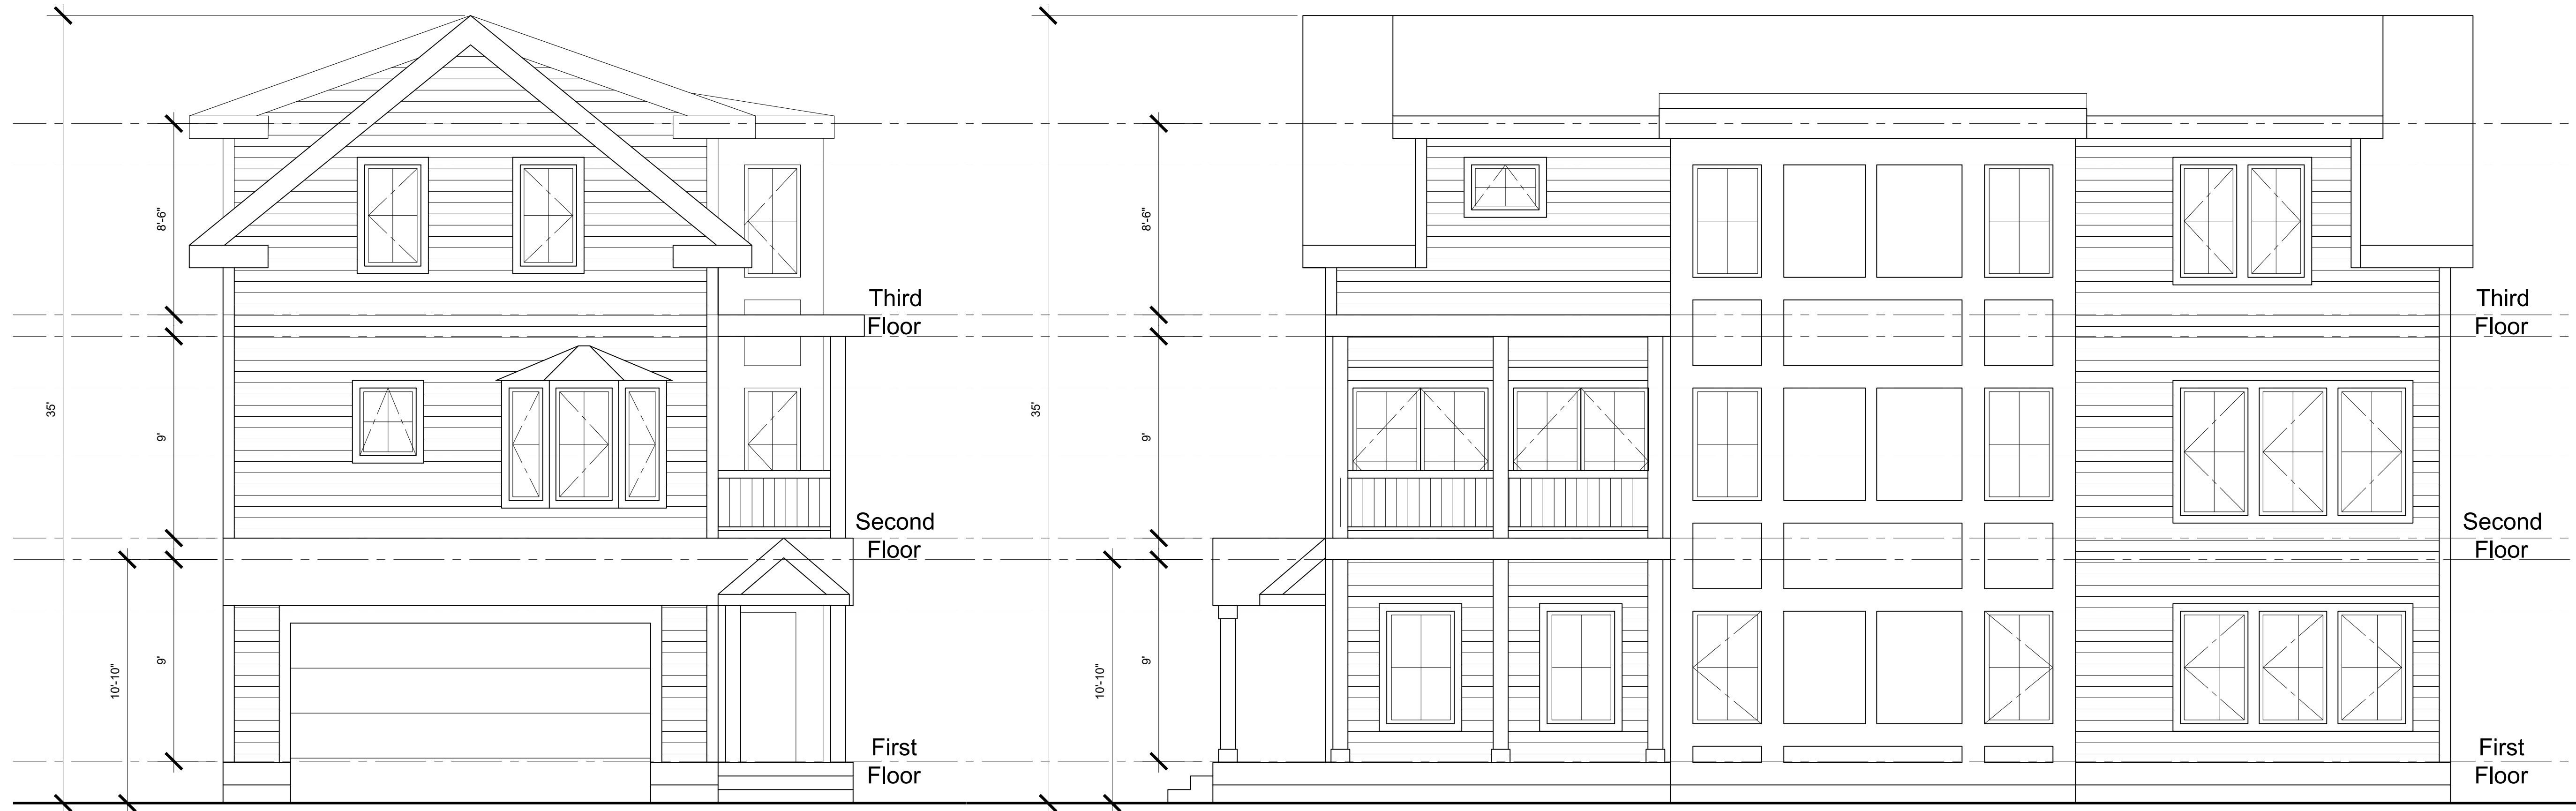 Third
Floor
8'-6"
35'
9'
Second
Floor
10'-10"
9'
First
Floor
Third
Floor
8'-6"
35'
9'
Second
Floor
10'-10"
9'
First
Floor